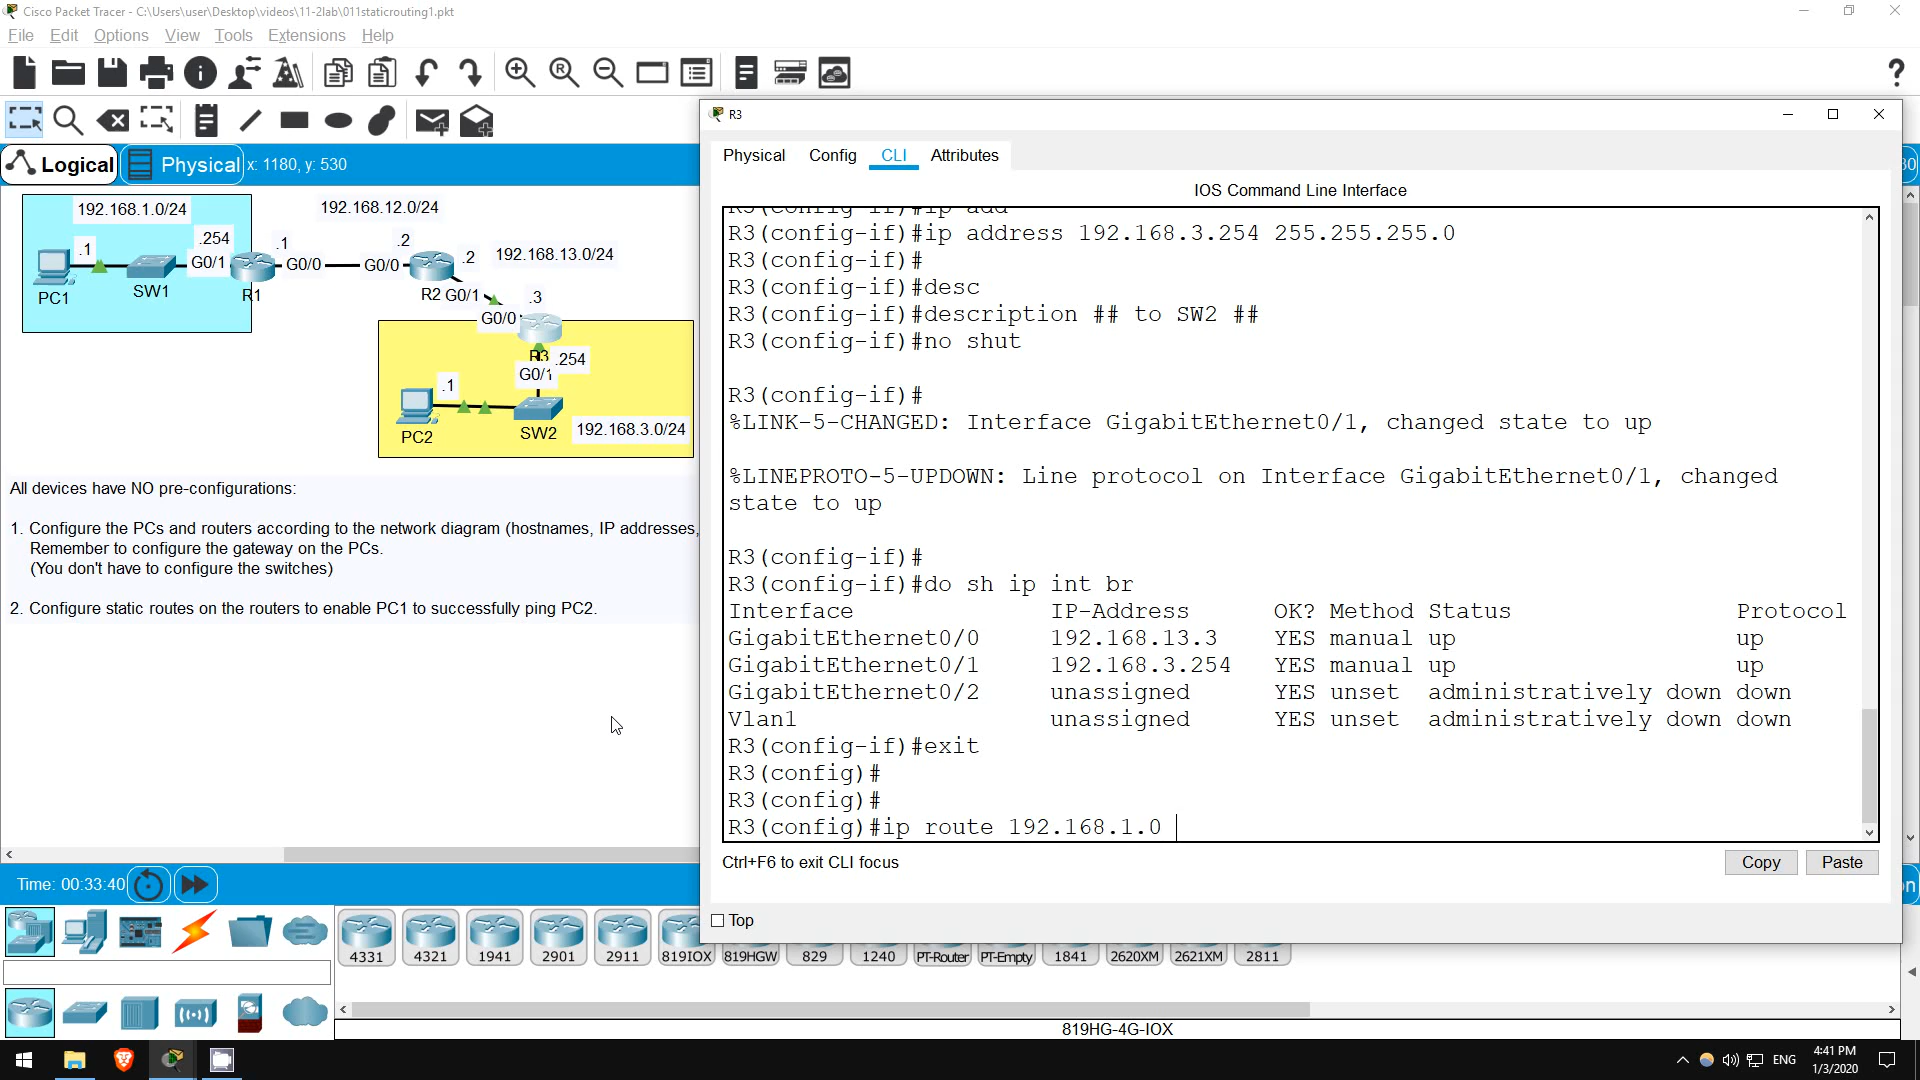 Cisco Packet Tracer - C:\Users\user\Desktop\videos\11-2lab\011staticrouting1.pkt
File Edit Options View Tools Extensions Help
Logical Physical x: 1180, y: 530
192.168.1.0/24
192.168.12.0/24
.254
.1
.2
.1
G0/1
G0/0
G0/0
.2
192.168.13.0/24
PC1
SW1
R1
R2 G0/1
.3
G0/0
R3
.254
G0/1
.1
PC2
SW2
192.168.3.0/24
All devices have NO pre-configurations:
1. Configure the PCs and routers according to the network diagram (hostnames, IP addresses,
Remember to configure the gateway on the PCs.
(You don't have to configure the switches)
2. Configure static routes on the routers to enable PC1 to successfully ping PC2.
R3
Physical Config CLI Attributes
IOS Command Line Interface
R3(config-if)#ip add
R3(config-if)#ip address 192.168.3.254 255.255.255.0
R3(config-if)#
R3(config-if)#desc
R3(config-if)#description ## to SW2 ##
R3(config-if)#no shut
R3(config-if)#
%LINK-5-CHANGED: Interface GigabitEthernet0/1, changed state to up
%LINEPROTO-5-UPDOWN: Line protocol on Interface GigabitEthernet0/1, changed
state to up
R3(config-if)#
R3(config-if)#do sh ip int br
Interface IP-Address OK? Method Status Protocol
GigabitEthernet0/0 192.168.13.3 YES manual up up
GigabitEthernet0/1 192.168.3.254 YES manual up up
GigabitEthernet0/2 unassigned YES unset administratively down down
Vlan1 unassigned YES unset administratively down down
R3(config-if)#exit
R3(config)#
R3(config)#
R3(config)#ip route 192.168.1.0
Ctrl+F6 to exit CLI focus
Copy Paste
Top
Time: 00:33:40
4331 4321 1941 2901 2911 819IOX 819HGW 829 1240 PT-Router PT-Empty 1841 2620XM 2621XM 2811
819HG-4G-IOX
ENG
4:41 PM
1/3/2020